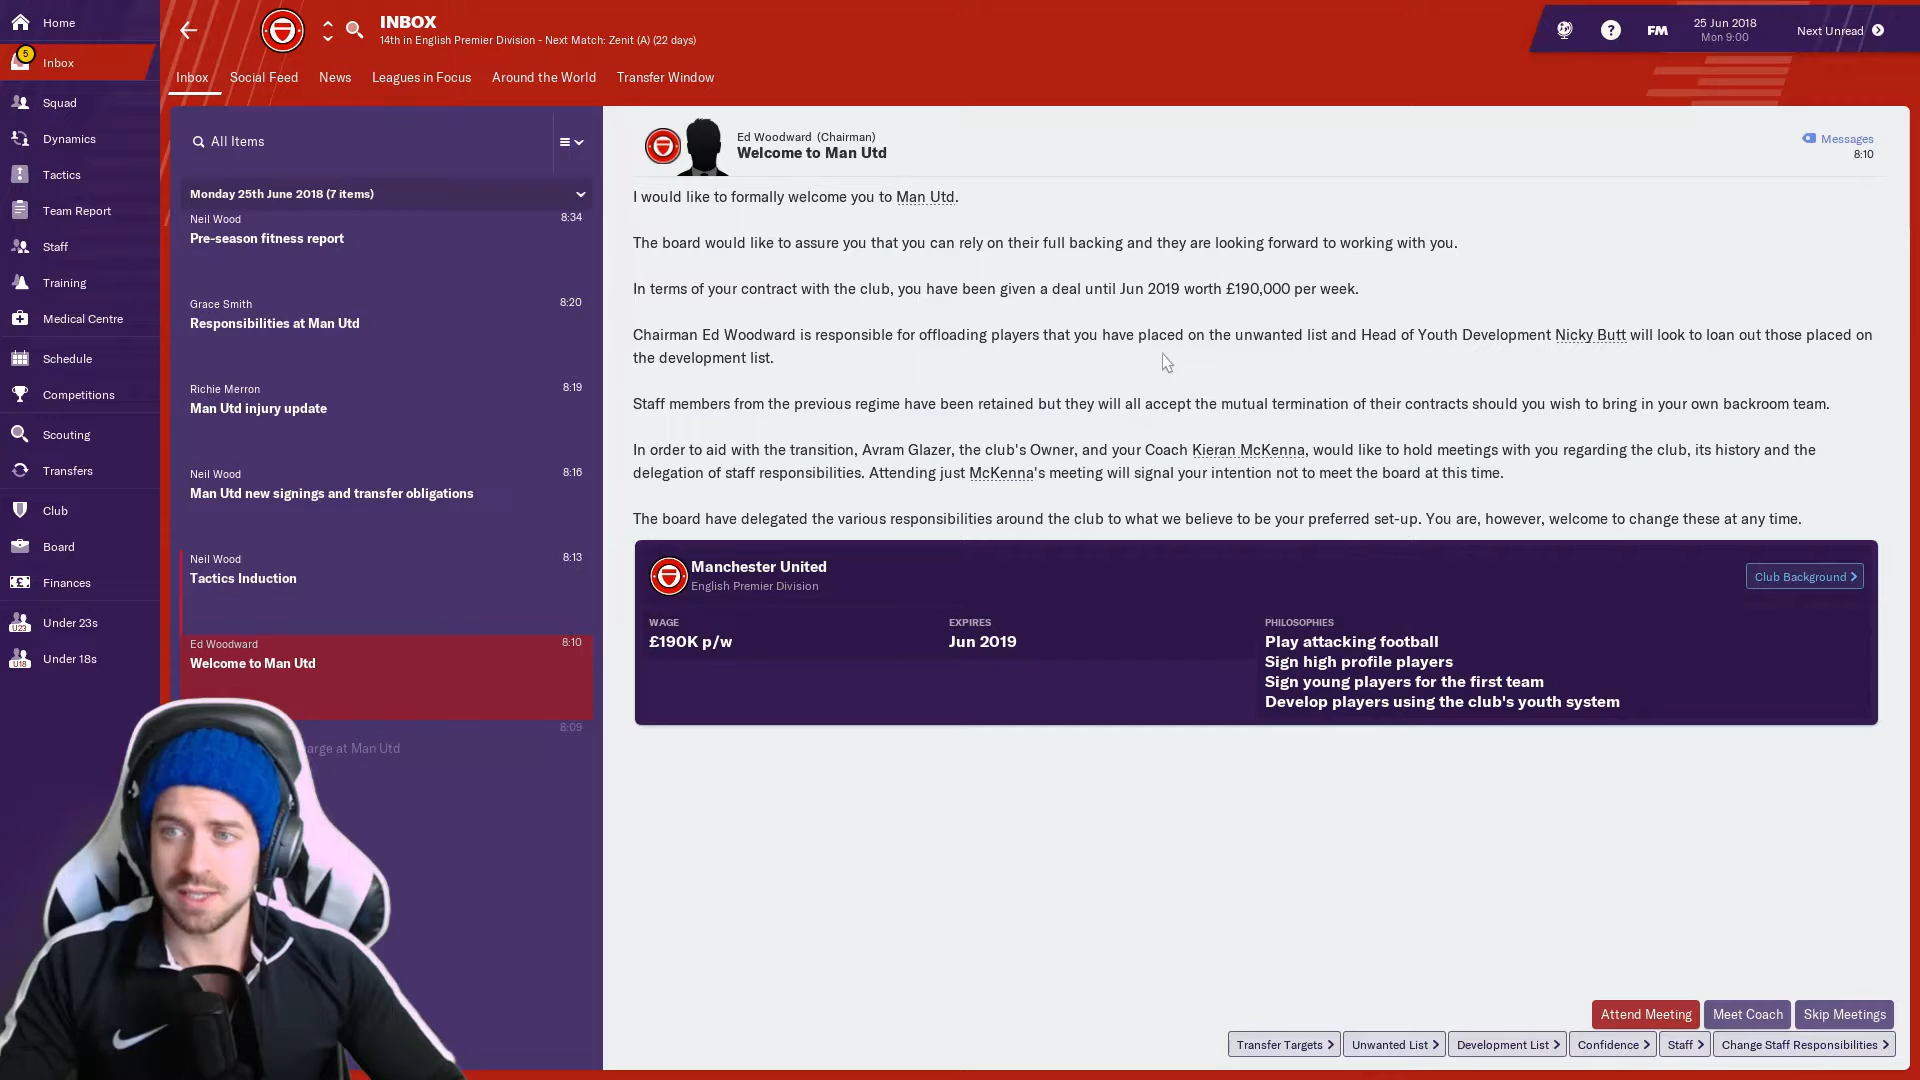 Home
5
Inbox
Squad
Dynamics
Tactics
Team Report
Staff
Training
Medical Centre
Schedule
Competitions
Scouting
Transfers
Club
Board
Finances
U23
Under 23s
U18
Under 18s
INBOX
14th in English Premier Division - Next Match: Zenit (A) (22 days)
?
FM
25 Jun 2018
Mon 9:00
Next Unread
Inbox
Social Feed
News
Leagues in Focus
Around the World
Transfer Window
All Items
Monday 25th June 2018 (7 items)
Neil Wood 8:34
Pre-season fitness report
Grace Smith 8:20
Responsibilities at Man Utd
Richie Merron 8:19
Man Utd injury update
Neil Wood 8:16
Man Utd new signings and transfer obligations
Neil Wood 8:13
Tactics Induction
Ed Woodward 8:10
Welcome to Man Utd
8:09
arge at Man Utd
Ed Woodward (Chairman)
Welcome to Man Utd
Messages
8:10
I would like to formally welcome you to Man Utd.
The board would like to assure you that you can rely on their full backing and they are looking forward to working with you.
In terms of your contract with the club, you have been given a deal until Jun 2019 worth £190,000 per week.
Chairman Ed Woodward is responsible for offloading players that you have placed on the unwanted list and Head of Youth Development Nicky Butt will look to loan out those placed on
the development list.
Staff members from the previous regime have been retained but they will all accept the mutual termination of their contracts should you wish to bring in your own backroom team.
In order to aid with the transition, Avram Glazer, the club's Owner, and your Coach Kieran McKenna, would like to hold meetings with you regarding the club, its history and the
delegation of staff responsibilities. Attending just McKenna's meeting will signal your intention not to meet the board at this time.
The board have delegated the various responsibilities around the club to what we believe to be your preferred set-up. You are, however, welcome to change these at any time.
Manchester United
English Premier Division
Club Background
WAGE
£190K p/w
EXPIRES
Jun 2019
PHILOSOPHIES
Play attacking football
Sign high profile players
Sign young players for the first team
Develop players using the club's youth system
Attend Meeting
Meet Coach
Skip Meetings
Transfer Targets
Unwanted List
Development List
Confidence
Staff
Change Staff Responsibilities